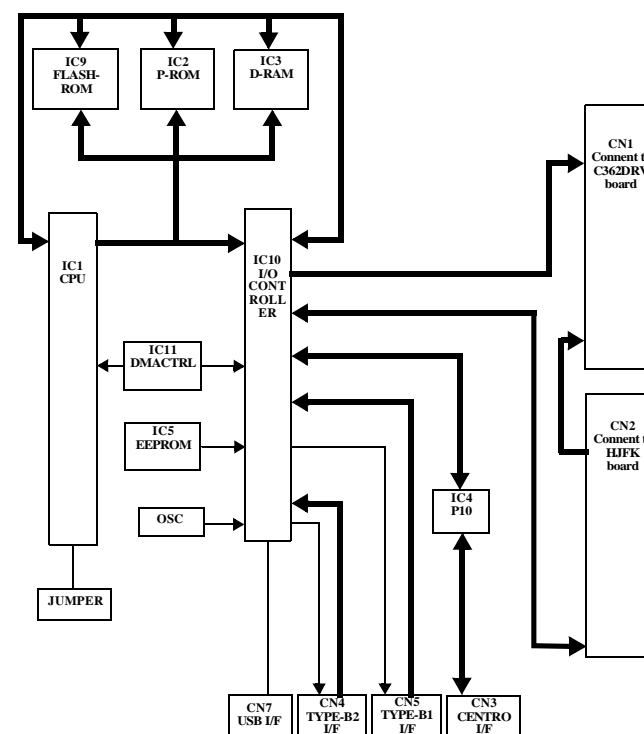 IC9
FLASH-
ROM
IC2
P-ROM
IC3
D-RAM
CN1
Connent t
C362DRV
board
IC1
CPU
IC10
I/O
CONT
ROLL
ER
IC11
DMACTRL
IC5
EEPROM
OSC
CN2
Connent t
HJFK
board
IC4
P10
JUMPER
CN7
USB I/F
CN4
TYPE-B2
I/F
CN5
TYPE-B1
I/F
CN3
CENTRO
I/F